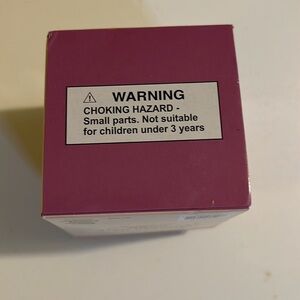 ⚠ WARNING
CHOKING HAZARD -
Small parts. Not suitable
for children under 3 years